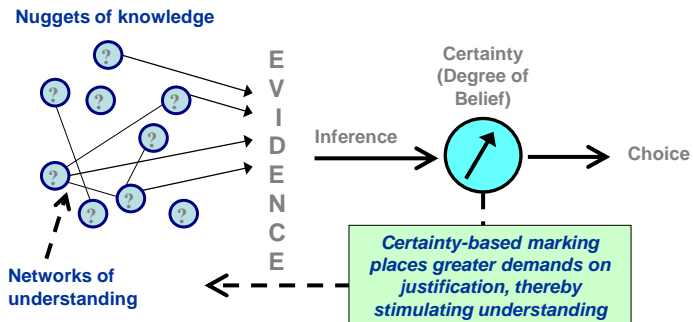 Nuggets of knowledge
?
?
?
?
?
?
?
?
?
E
V
I
D
E
N
C
E
Inference
Certainty
(Degree of
Belief)
Choice
Networks of
understanding
Certainty-based marking
places greater demands on
justification, thereby
stimulating understanding